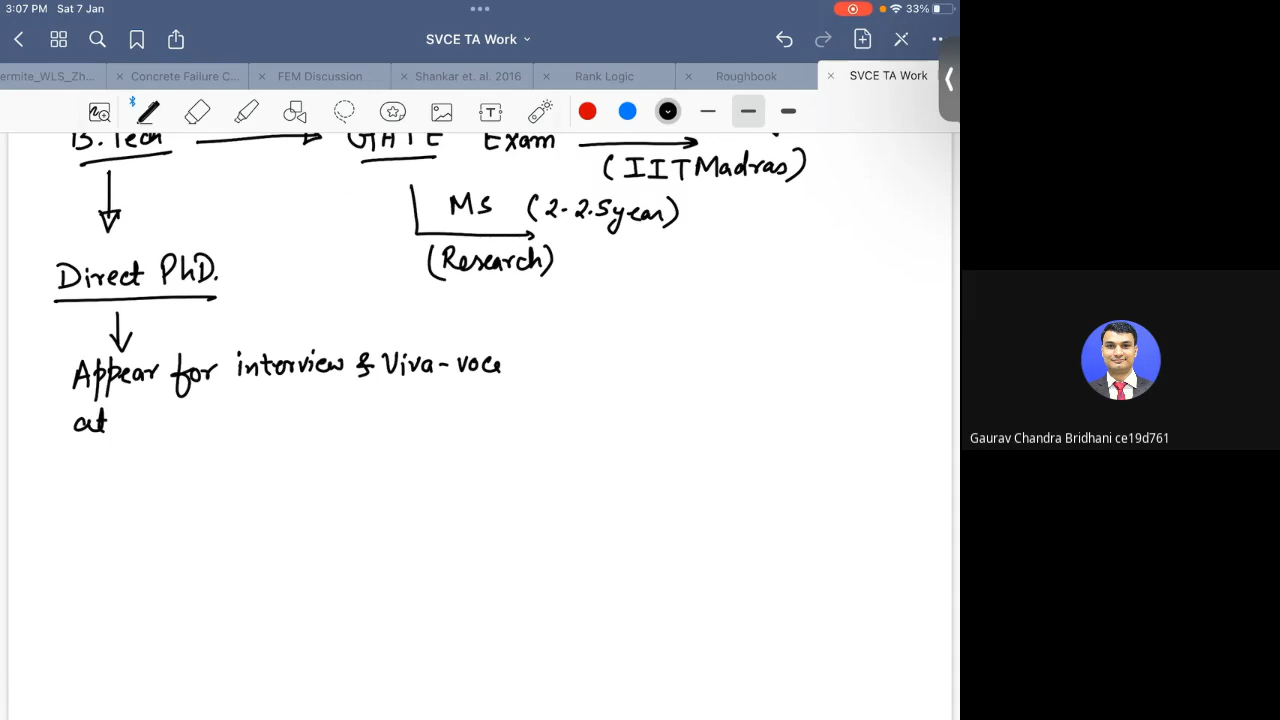 3:07 PM Sat 7 Jan
33%
SVCE TA Work
ermite_WLS_Zh...
Concrete Failure C...
FEM Discussion
Shankar et. al. 2016
Rank Logic
Roughbook
SVCE TA Work
B. Tech GATE Exam
(IIT Madras)
MS (2-2.5year)
(Research)
Direct PhD.
Appear for interview & Viva-voce
at
Gaurav Chandra Bridhani ce19d761